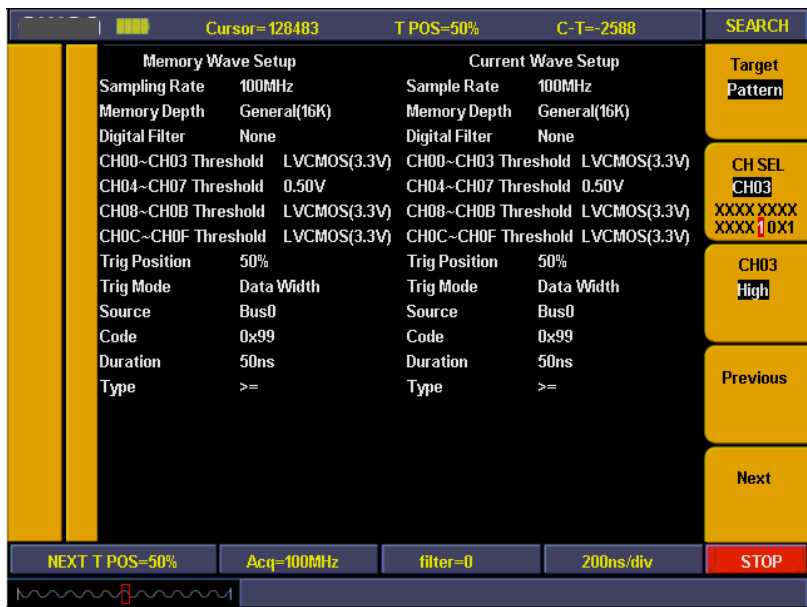 Cursor=128483 T POS=50% C-T=-2588 SEARCH
Memory Wave Setup Current Wave Setup
Sampling Rate 100MHz Sample Rate 100MHz
Memory Depth General(16K) Memory Depth General(16K)
Digital Filter None Digital Filter None
CH00~CH03 Threshold LVCMOS(3.3V) CH00~CH03 Threshold LVCMOS(3.3V)
CH04~CH07 Threshold 0.50V CH04~CH07 Threshold 0.50V
CH08~CH0B Threshold LVCMOS(3.3V) CH08~CH0B Threshold LVCMOS(3.3V)
CH0C~CH0F Threshold LVCMOS(3.3V) CH0C~CH0F Threshold LVCMOS(3.3V)
Trig Position 50% Trig Position 50%
Trig Mode Data Width Trig Mode Data Width
Source Bus0 Source Bus0
Code 0x99 Code 0x99
Duration 50ns Duration 50ns
Type >= Type >=
Target
Pattern
CH SEL
CH03
XXXX XXXX
XXXX 1 0X1
CH03
High
Previous
Next
NEXT T POS=50% Acq=100MHz filter=0 200ns/div STOP